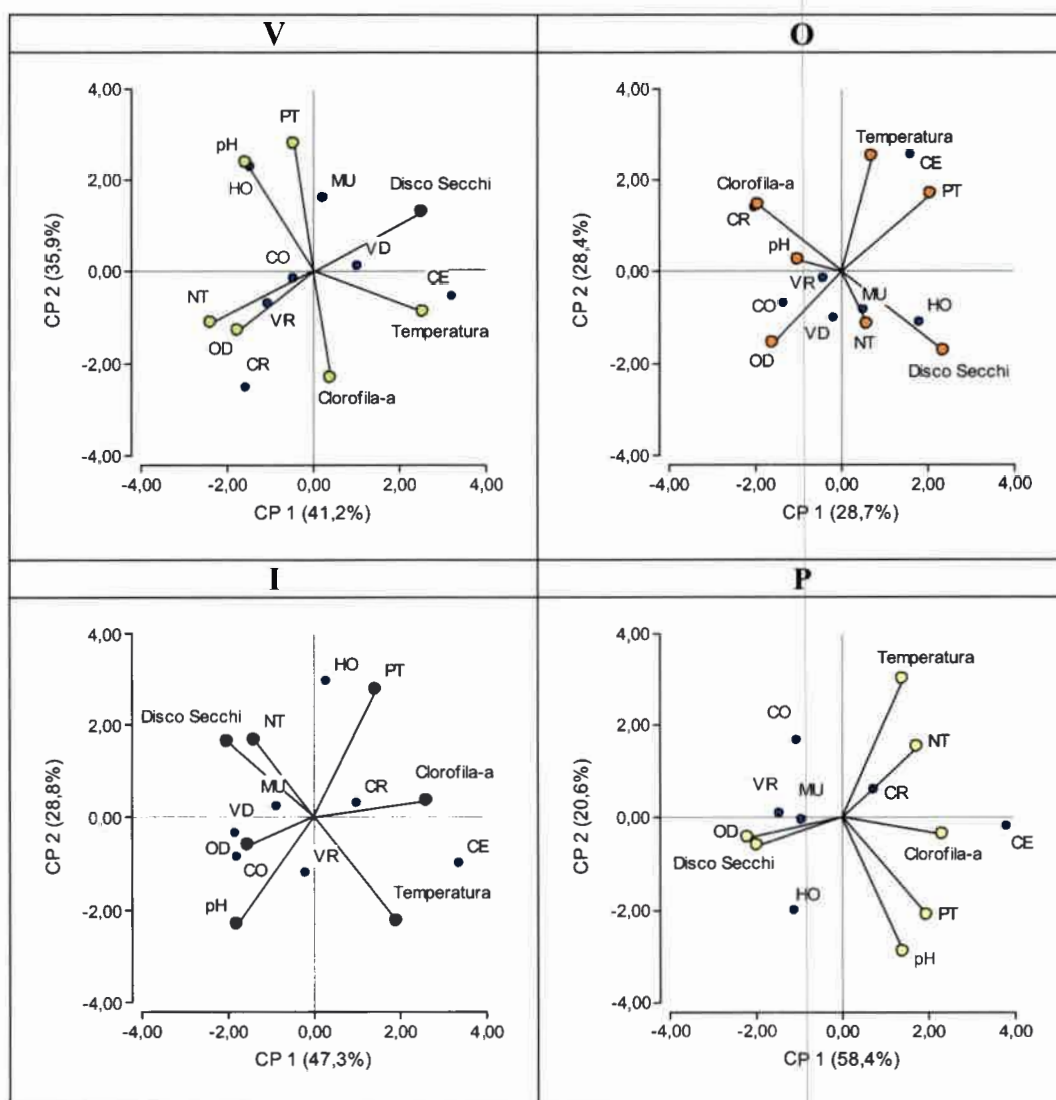 V
4,00
2,00
0,00
-2,00
-4,00
CP 2 (35,9%)
PT
pH
HO
MU
Disco Secchi
CO
VD
NT
VR
CE
OD
Temperatura
CR
Clorofila-a
-4,00 -2,00 0,00 2,00 4,00
CP 1 (41,2%)
O
4,00
2,00
0,00
-2,00
-4,00
CP 2 (28,4%)
Temperatura
CE
Clorofila-a
PT
CR
pH
VR
MU
HO
CO
VD
NT
OD
Disco Secchi
-4,00 -2,00 0,00 2,00 4,00
CP 1 (28,7%)
I
4,00
2,00
0,00
-2,00
-4,00
CP 2 (28,8%)
HO
PT
Disco Secchi
NT
Clorofila-a
MU
CR
VD
OD
CO
VR
CE
pH
Temperatura
-4,00 -2,00 0,00 2,00 4,00
CP 1 (47,3%)
P
4,00
2,00
0,00
-2,00
-4,00
CP 2 (20,6%)
Temperatura
CO
NT
VR
MU
CR
OD
Disco Secchi
Clorofila-a
CE
HO
PT
pH
-4,00 -2,00 0,00 2,00 4,00
CP 1 (58,4%)